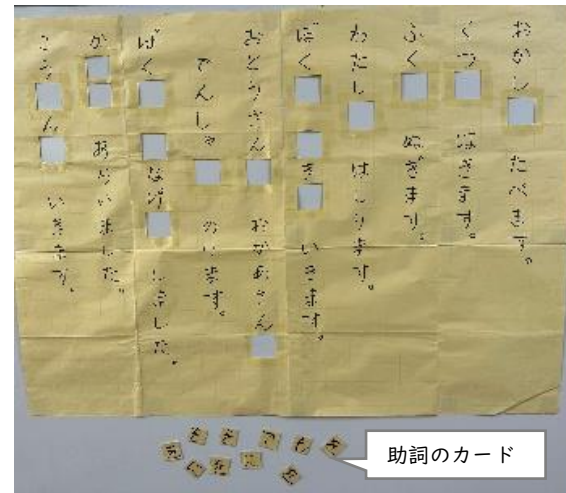 おかし たべます。
くつ はきます。
ふく ぬぎます。
わたし はしります。
ぼく き いきます。
おとうさん おかあさん
でんしゃ のります。
ぼく なげ しました。
か あらいました。
こう ん いきます。
助詞のカード